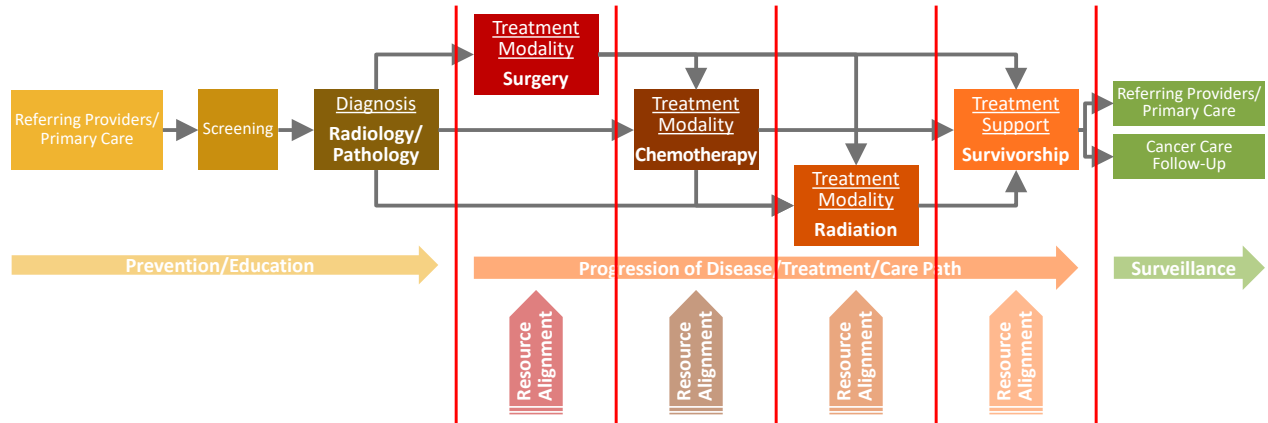 Referring Providers/
Primary Care
Screening
Diagnosis
Radiology/
Pathology
Treatment
Modality
Surgery
Treatment
Modality
Chemotherapy
Treatment
Modality
Radiation
Treatment
Support
Survivorship
Referring Providers/
Primary Care
Cancer Care
Follow-Up
Prevention/Education
Progression of Disease/Treatment/Care Path
Surveillance
Resource
Alignment
Resource
Alignment
Resource
Alignment
Resource
Alignment